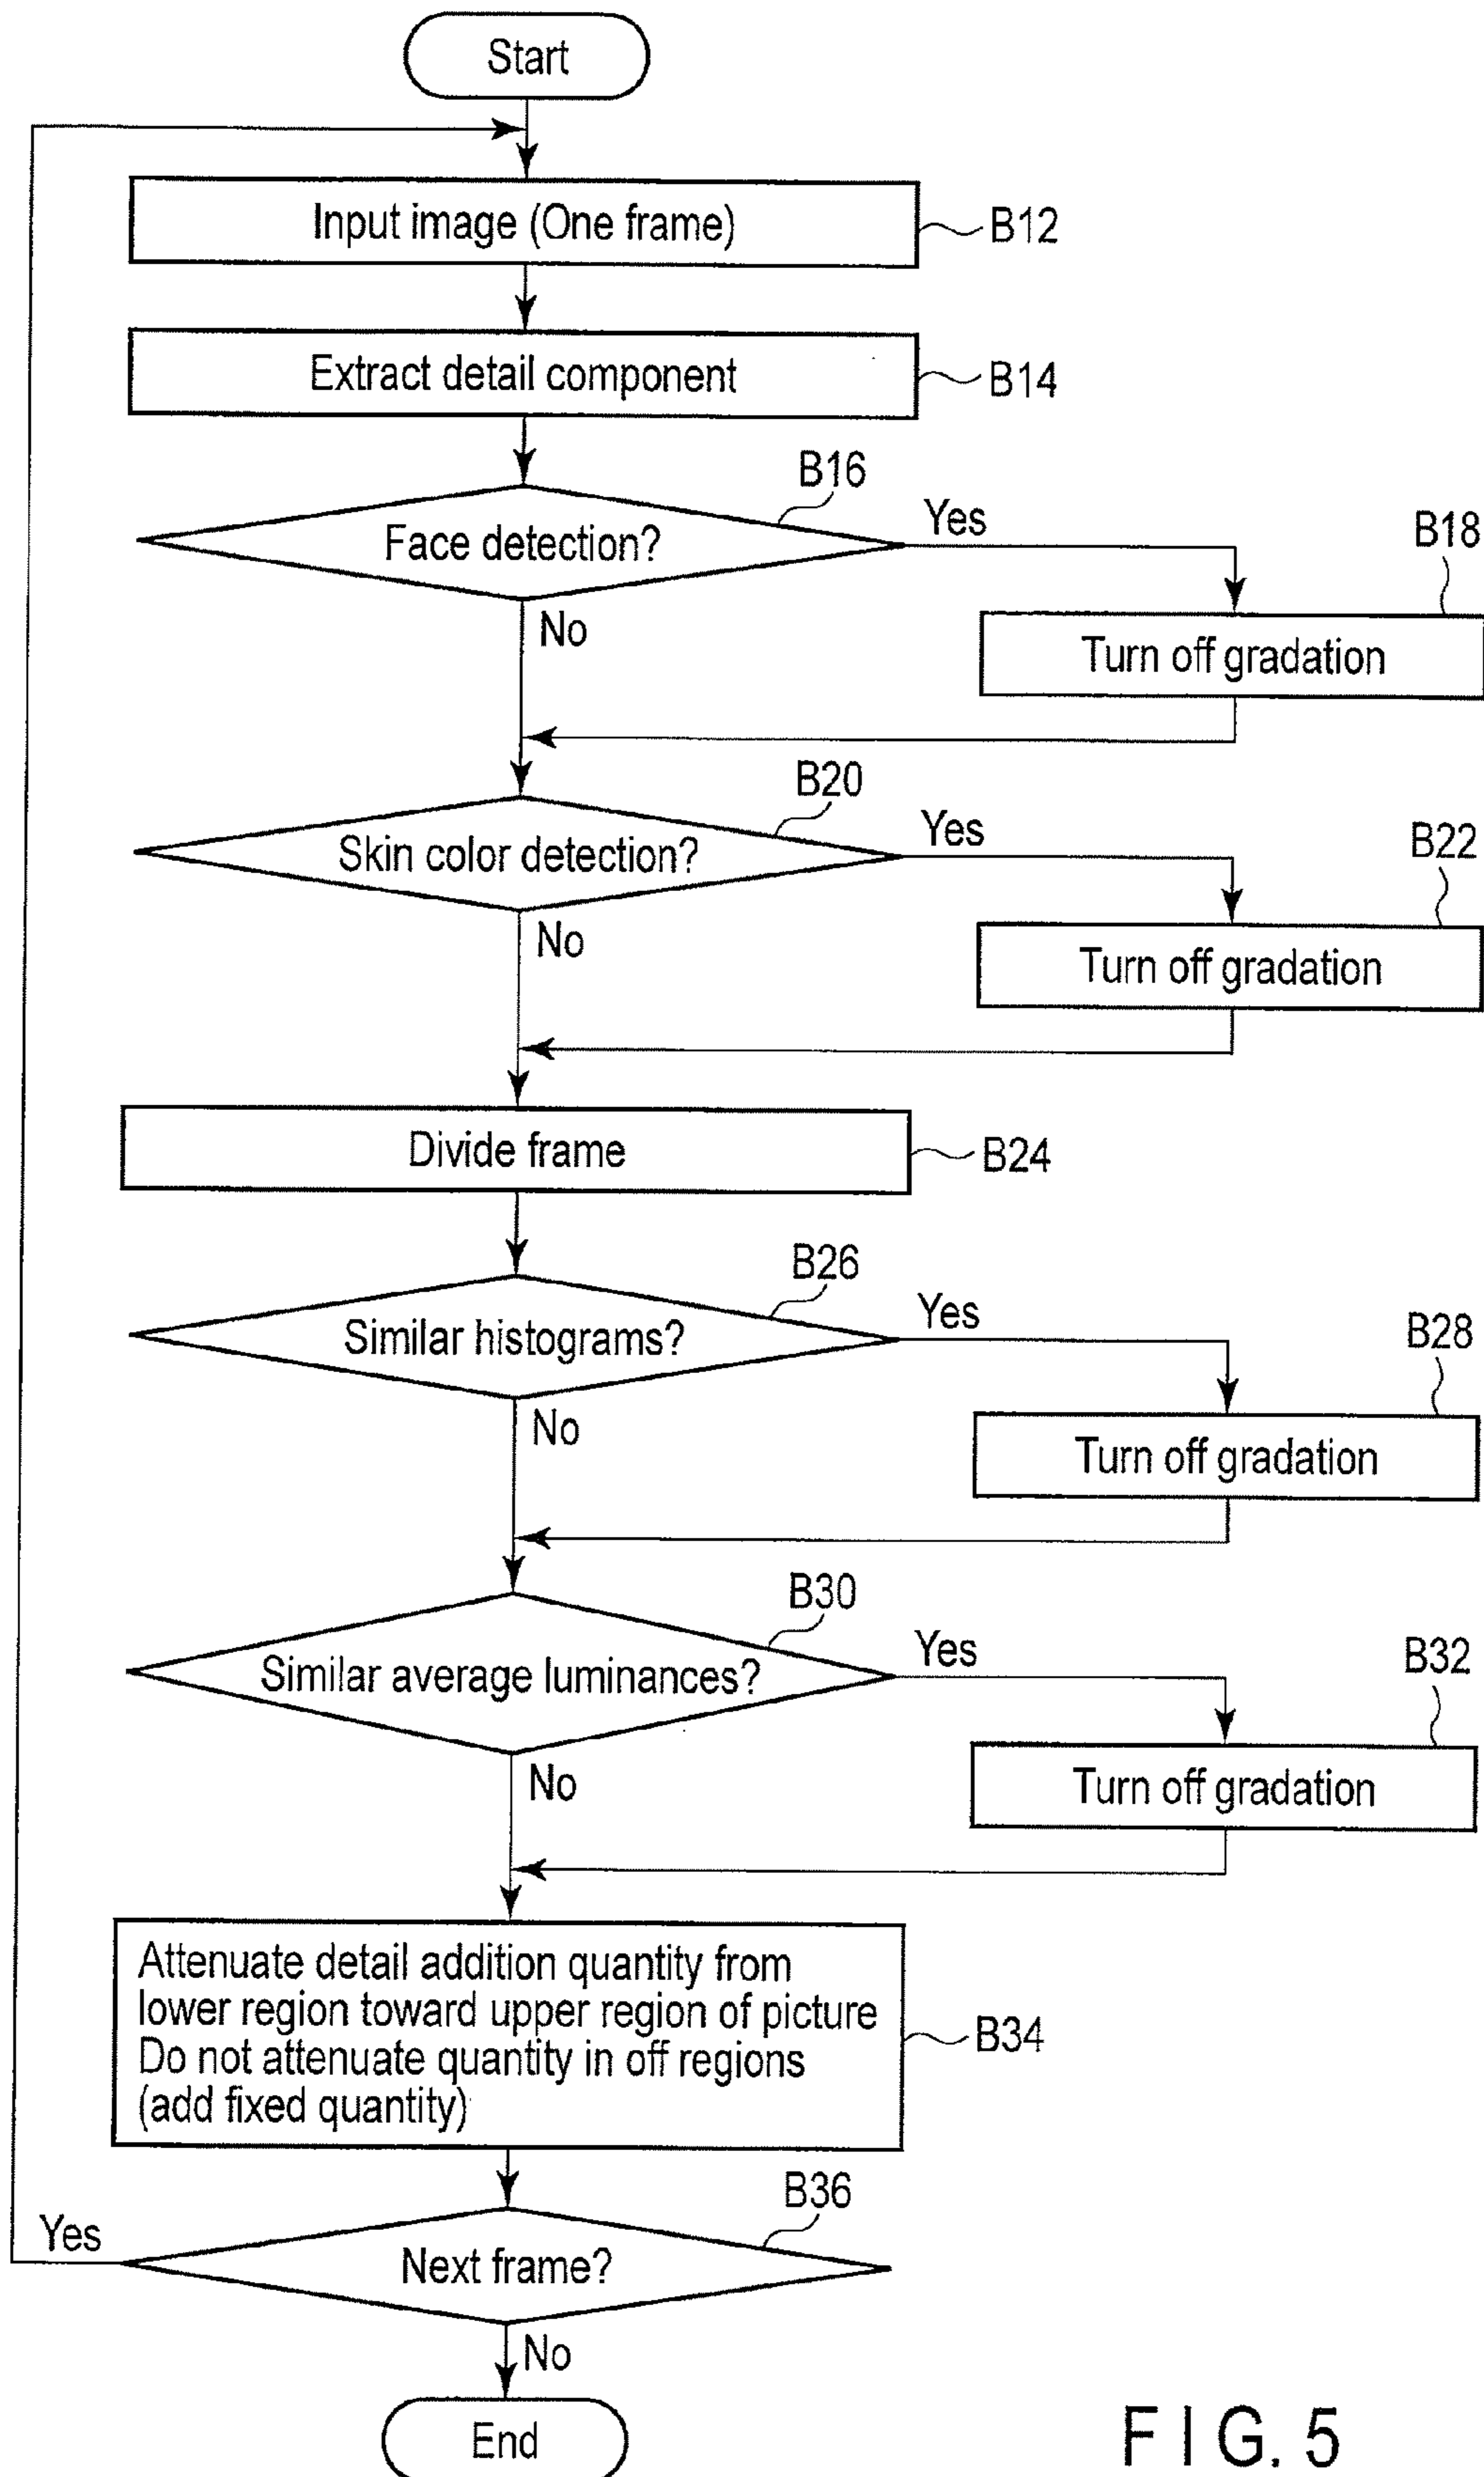 Start
Input image (One frame)
B12
Extract detail component
B14
B16
Face detection?
Yes
B18
No
Turn off gradation
B20
Skin color detection?
Yes
B22
No
Turn off gradation
Divide frame
B24
B26
Similar histograms?
Yes
B28
No
Turn off gradation
B30
Similar average luminances?
Yes
B32
No
Turn off gradation
Attenuate detail addition quantity from
lower region toward upper region of picture
Do not attenuate quantity in off regions
(add fixed quantity)
B34
B36
Yes
Next frame?
No
End
FIG. 5